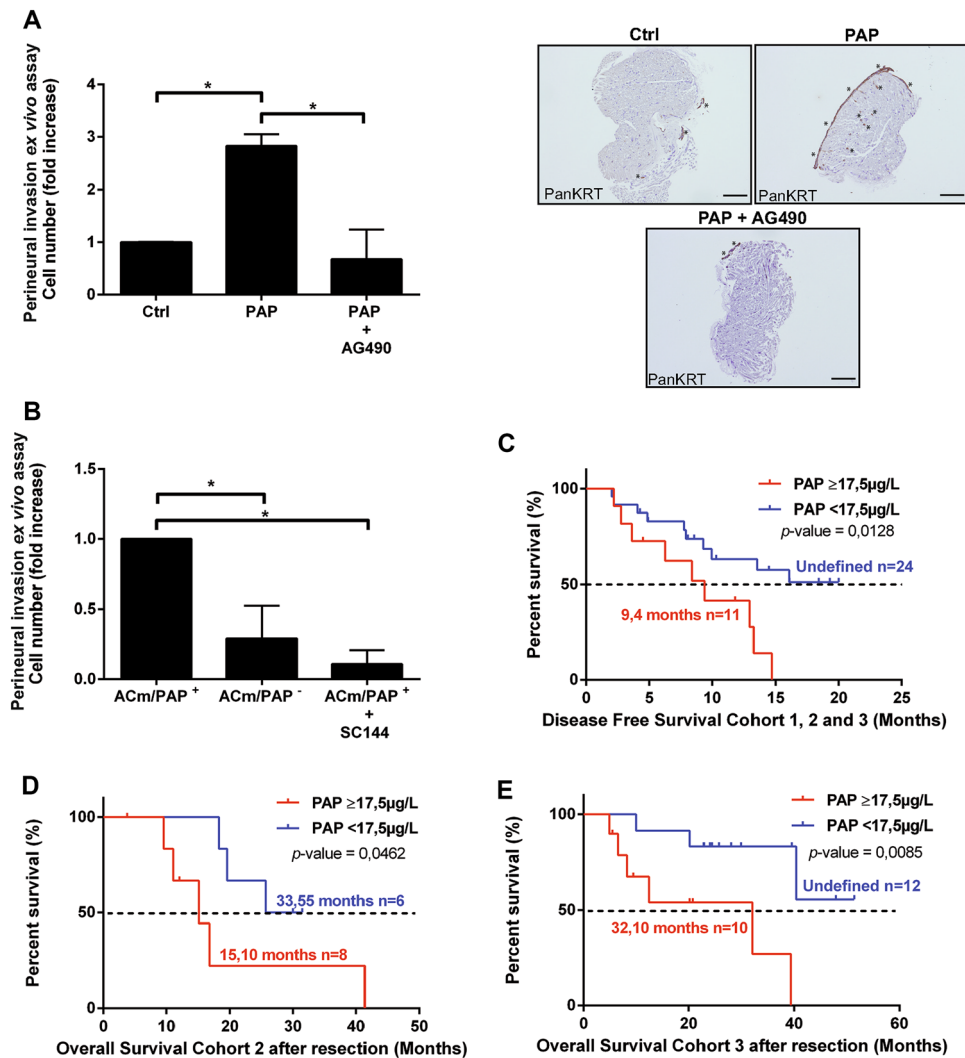 A
Perineural invasion ex vivo assay
Cell number (fold increase)
4
3
2
1
0
*
*
Ctrl
PAP
PAP
+
AG490
Ctrl
PanKRT
* * *
PAP
PanKRT
* * * * * * * * * *
PAP + AG490
PanKRT
* *
B
Perineural invasion ex vivo assay
Cell number (fold increase)
1.5
1.0
0.5
0.0
*
*
ACm/PAP +
ACm/PAP -
ACm/PAP +
+
SC144
C
Percent survival (%)
100
50
0
PAP ≥17,5µg/L
PAP <17,5µg/L
p-value = 0,0128
Undefined n=24
9,4 months n=11
0 5 10 15 20 25
Disease Free Survival Cohort 1, 2 and 3 (Months)
D
Percent survival (%)
100
50
0
PAP ≥17,5µg/L
PAP <17,5µg/L
p-value = 0,0462
33,55 months n=6
15,10 months n=8
0 10 20 30 40 50
Overall Survival Cohort 2 after resection (Months)
E
Percent survival (%)
100
50
0
PAP ≥17,5µg/L
PAP <17,5µg/L
p-value = 0,0085
Undefined n=12
32,10 months n=10
0 20 40 60
Overall Survival Cohort 3 after resection (Months)